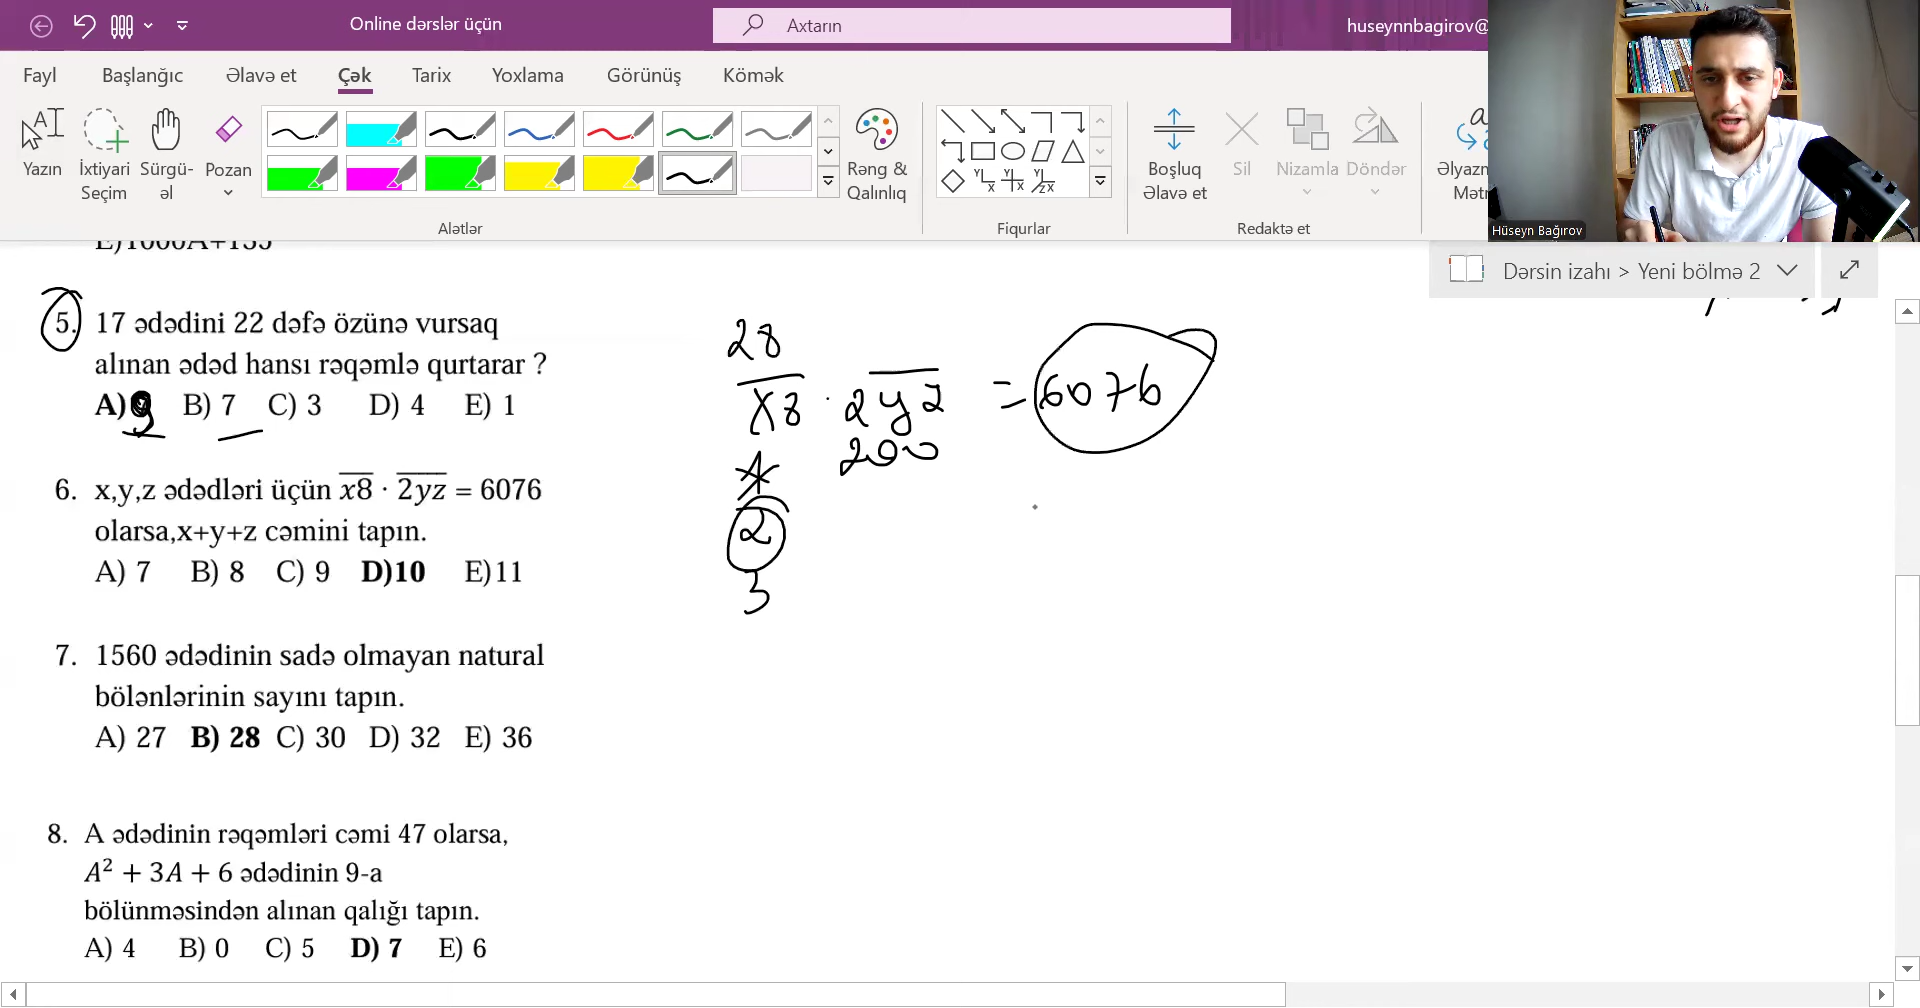 Online dərslər üçün
Axtarın
huseynnbagirov@
Fayl Başlanğıc Əlavə et Çək Tarix Yoxlama Görünüş Kömək
Yazın
İxtiyari Seçim
Sürgü-əl
Pozan
Rəng & Qalınlıq
Boşluq Əlavə et
Sil
Nizamla
Döndər
Alətlər
Fiqurlar
Redaktə et
Hüseyn Bağırov
Dərsin izahı > Yeni bölmə 2
E)1000A+135
5. 17 ədədini 22 dəfə özünə vursaq
alınan ədəd hansı rəqəmlə qurtarar ?
A) 9 B) 7 C) 3 D) 4 E) 1
6. x,y,z ədədləri üçün x̅8̅ · 2̅y̅z̅ = 6076
olarsa,x+y+z cəmini tapın.
A) 7 B) 8 C) 9 D)10 E)11
7. 1560 ədədinin sadə olmayan natural
bölənlərinin sayını tapın.
A) 27 B) 28 C) 30 D) 32 E) 36
8. A ədədinin rəqəmləri cəmi 47 olarsa,
A² + 3A + 6 ədədinin 9-a
bölünməsindən alınan qalığı tapın.
A) 4 B) 0 C) 5 D) 7 E) 6
28
x8 · 2yz = 6076
200
2
3